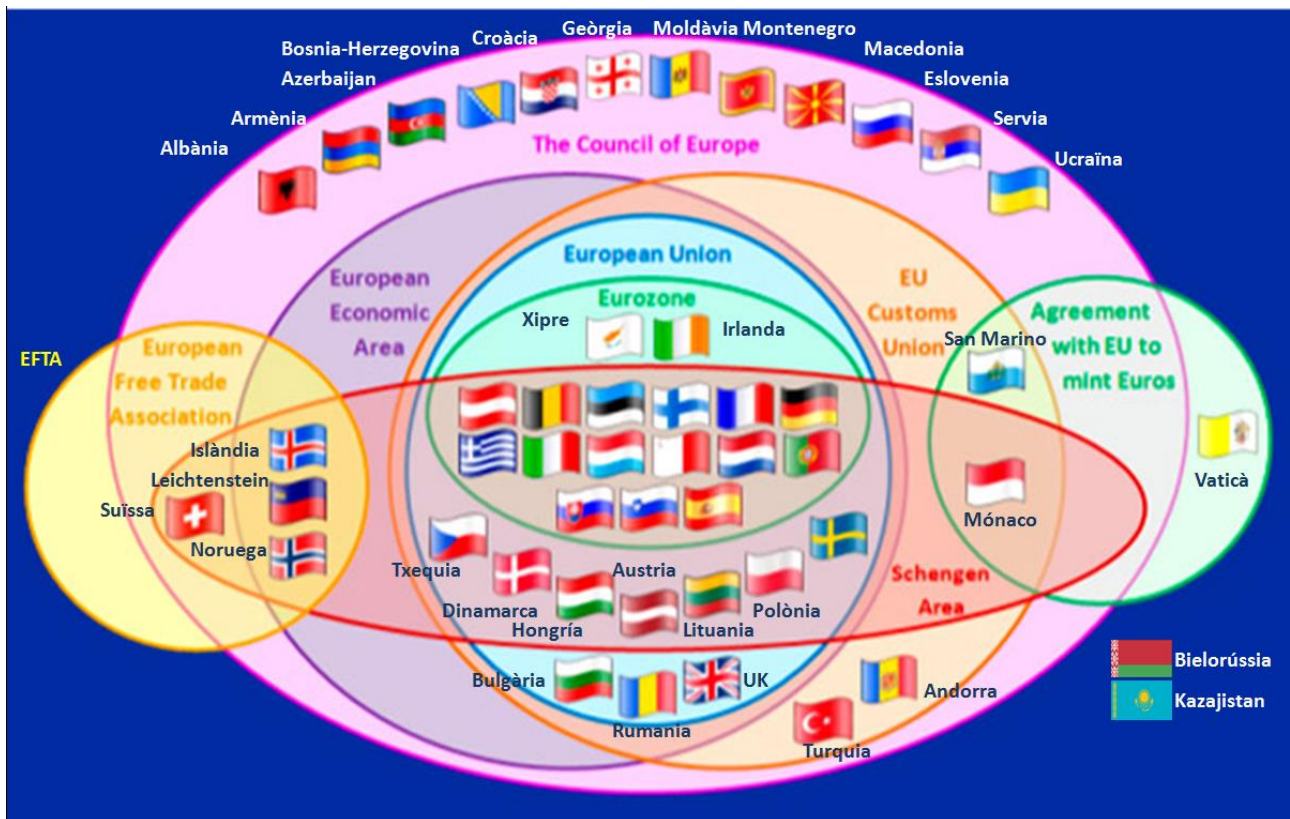 Geòrgia
Moldàvia Montenegro
Croàcia
Bosnia-Herzegovina
Macedonia
Azerbaijan
Eslovenia
Armènia
Servia
Albània
The Council of Europe
Ucraïna
European Union
European
Economic
Area
EU
Customs
Union
Eurozone
Xipre
Irlanda
Agreement
with EU to
mint Euros
San Marino
EFTA
European
Free Trade
Association
Islàndia
Leichtenstein
Suïssa
Noruega
Vaticà
Mónaco
Txequia
Austria
Schengen
Area
Dinamarca
Polònia
Hongría
Lituania
Bielorússia
Bulgària
UK
Andorra
Kazajistan
Rumania
Turquia